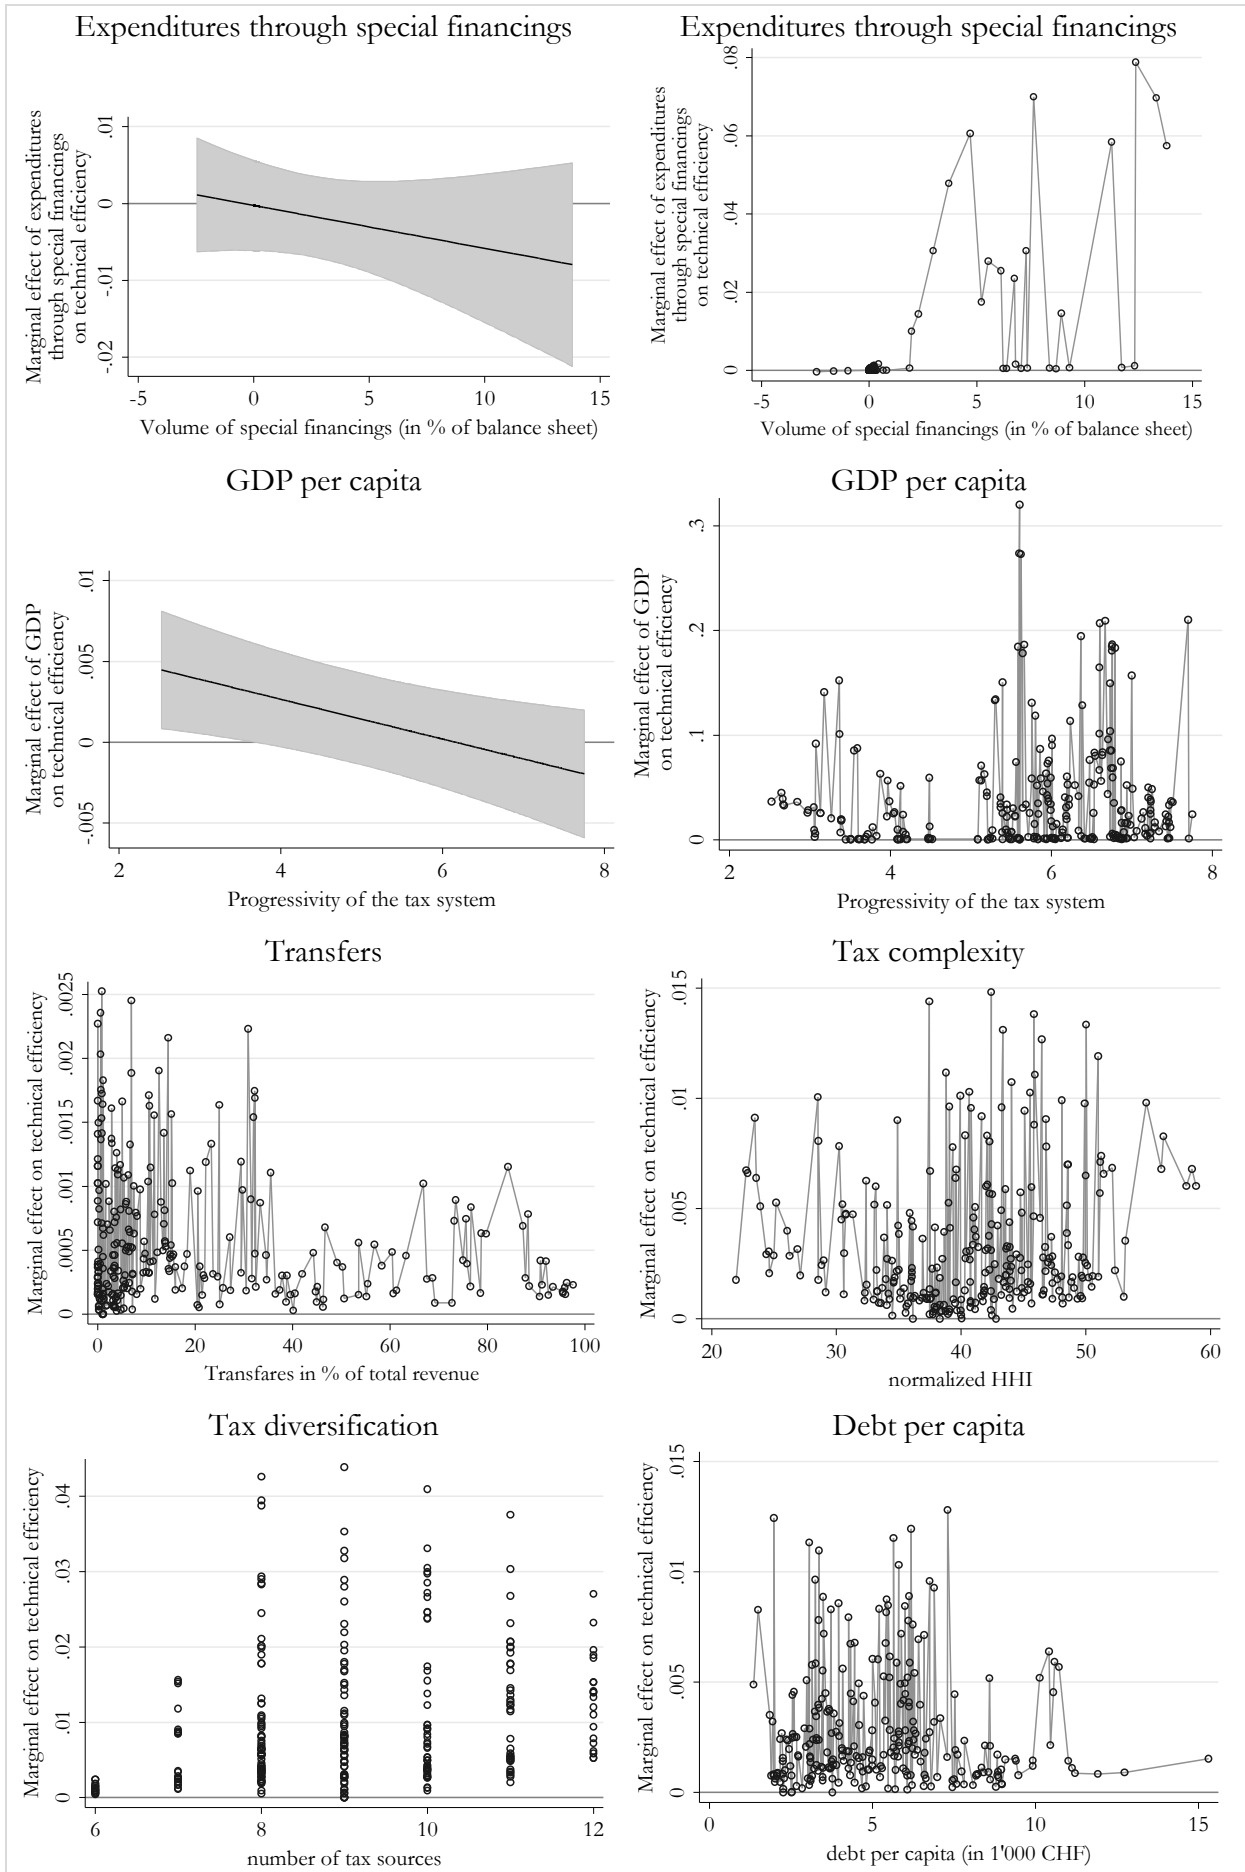 Expenditures through special financings
Marginal effect of expenditures
through special financings
on technical efficiency
.01
0
-.01
-.02
-5
0
5
10
15
Volume of special financings (in % of balance sheet)
Expenditures through special financings
Marginal effect of expenditures
through special financings
on technical efficiency
.08
.06
.04
.02
0
-5
0
5
10
15
Volume of special financings (in % of balance sheet)
GDP per capita
Marginal effect of GDP
on technical efficiency
.01
.005
0
-.005
2
4
6
8
Progressivity of the tax system
GDP per capita
Marginal effect of GDP
on technical efficiency
.3
.2
.1
0
2
4
6
8
Progressivity of the tax system
Transfers
Marginal effect on technical efficiency
.0025
.002
.0015
.001
.0005
0
0
20
40
60
80
100
Transfares in % of total revenue
Tax complexity
Marginal effect on technical efficiency
.015
.01
.005
0
20
30
40
50
60
normalized HHI
Tax diversification
Marginal effect on technical efficiency
.04
.03
.02
.01
0
6
8
10
12
number of tax sources
Debt per capita
Marginal effect on technical efficiency
.015
.01
.005
0
0
5
10
15
debt per capita (in 1'000 CHF)